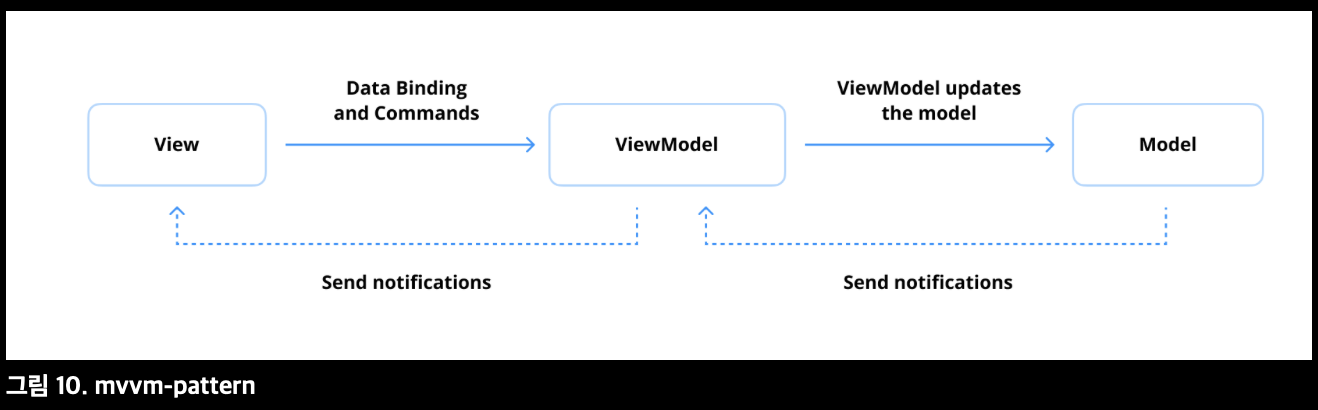 Data Binding
and Commands
ViewModel updates
the model
View
ViewModel
Model
Send notifications
Send notifications
그림 10. mvvm-pattern